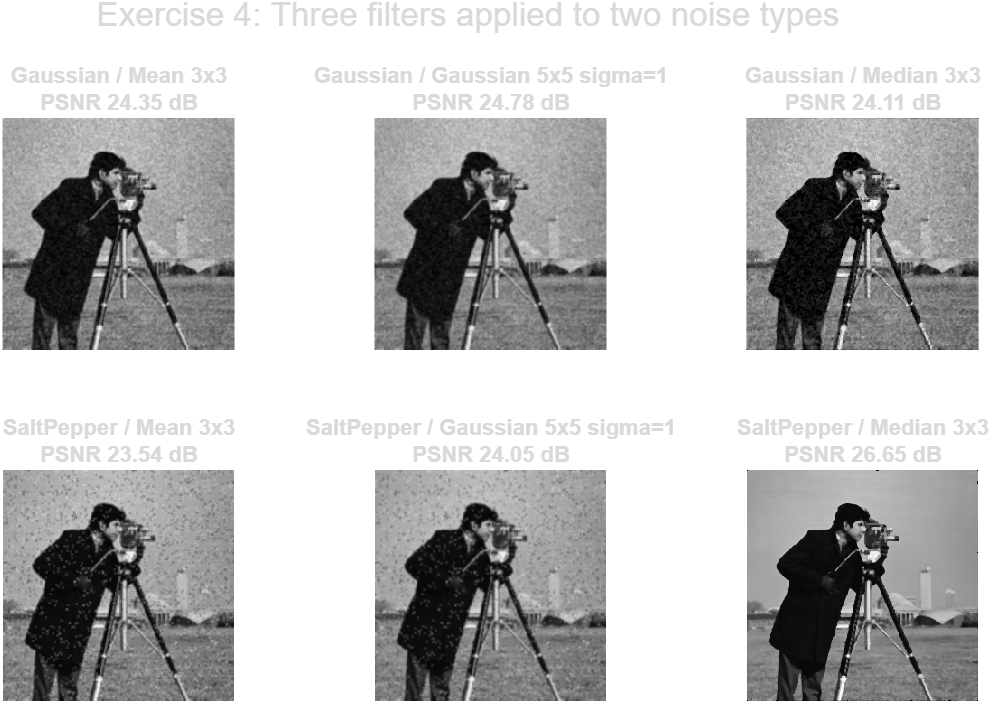 Exercise 4: Three filters applied to two noise types
Gaussian / Mean 3x3
PSNR 24.35 dB
Gaussian / Gaussian 5x5 sigma=1
PSNR 24.78 dB
Gaussian / Median 3x3
PSNR 24.11 dB
SaltPepper / Mean 3x3
PSNR 23.54 dB
SaltPepper / Gaussian 5x5 sigma=1
PSNR 24.05 dB
SaltPepper / Median 3x3
PSNR 26.65 dB